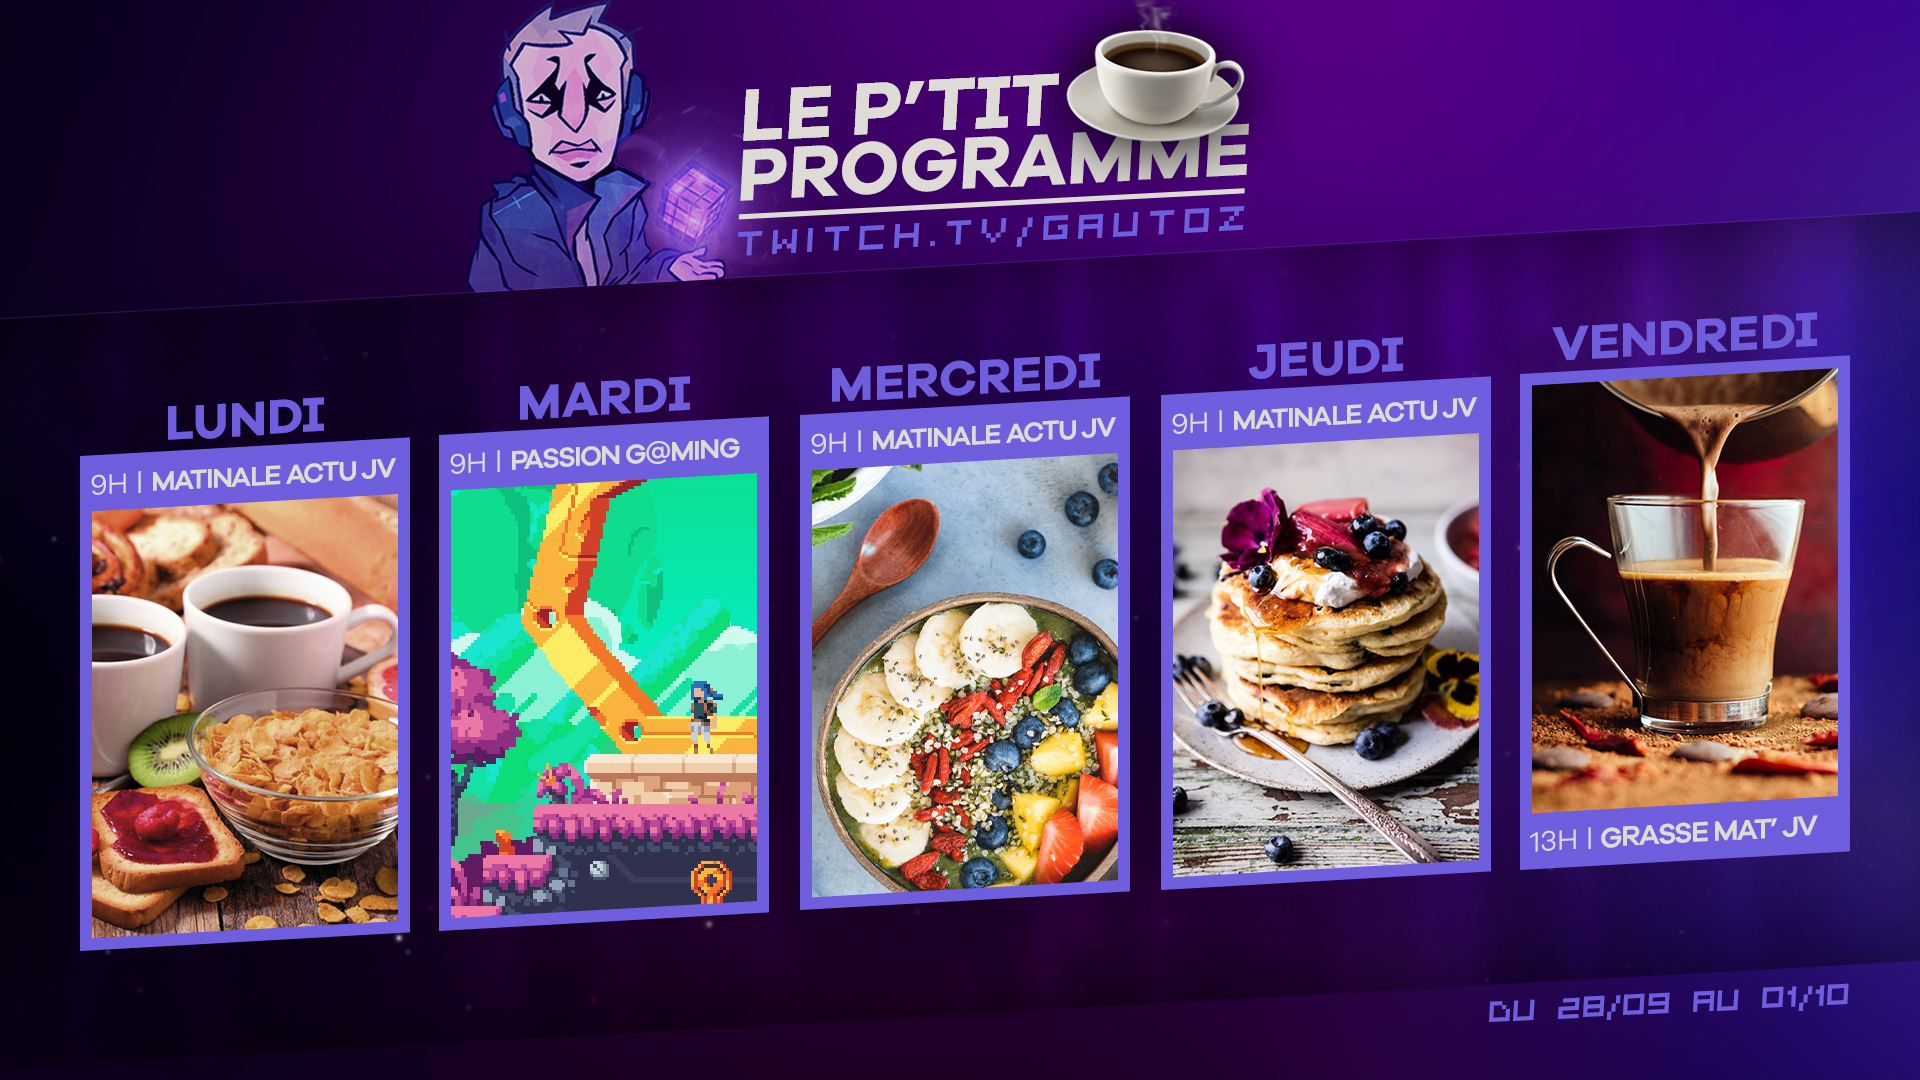 LE P'TIT
PROGRAMME
TWITCH.TV/GAUTOZ
LUNDI
9H | MATINALE ACTU JV
MARDI
9H | PASSION G@MING
MERCREDI
9H | MATINALE ACTU JV
JEUDI
9H | MATINALE ACTU JV
VENDREDI
13H | GRASSE MAT' JV
DU 28/09 AU 01/10